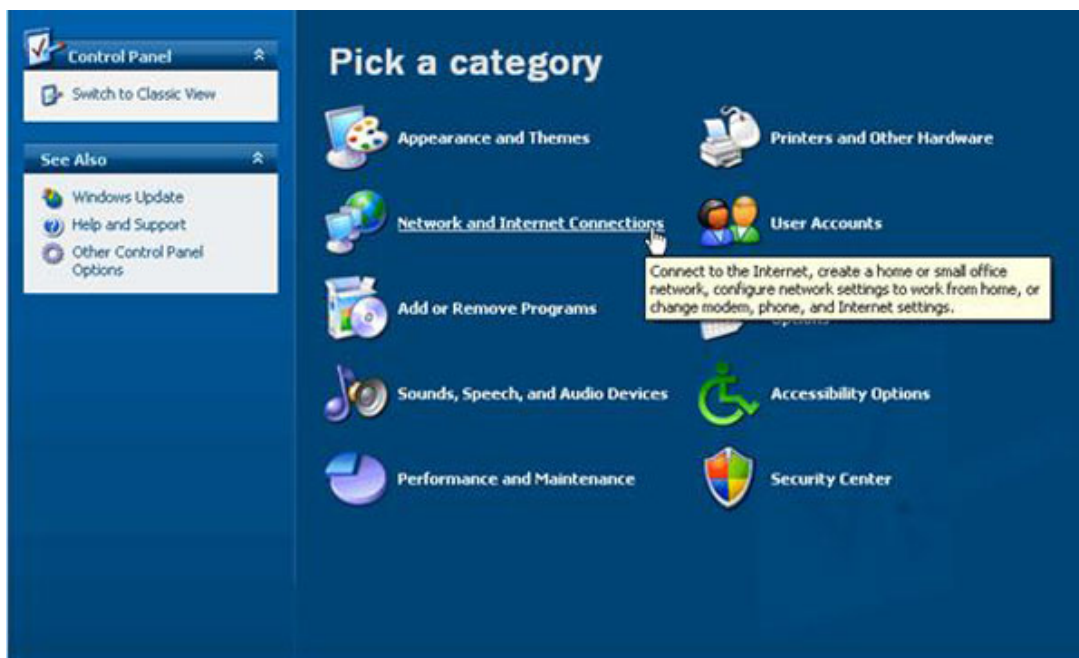 Control Panel
Switch to Classic View
See Also
Windows Update
Help and Support
Other Control Panel
Options
Pick a category
Appearance and Themes
Printers and Other Hardware
Network and Internet Connections
User Accounts
Connect to the Internet, create a home or small office
network, configure network settings to work from home, or
change modem, phone, and Internet settings.
Add or Remove Programs
Options
Sounds, Speech, and Audio Devices
Accessibility Options
Performance and Maintenance
Security Center